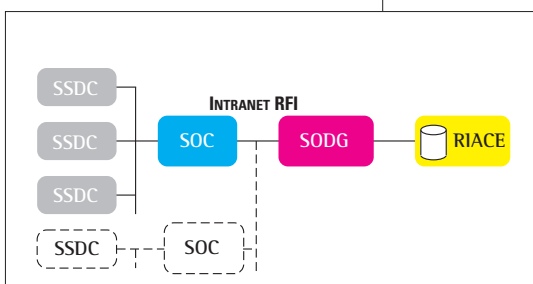 SSDC
INTRANET RFI
SSDC
SOC
SODG
RIACE
SSDC
SSDC
SOC